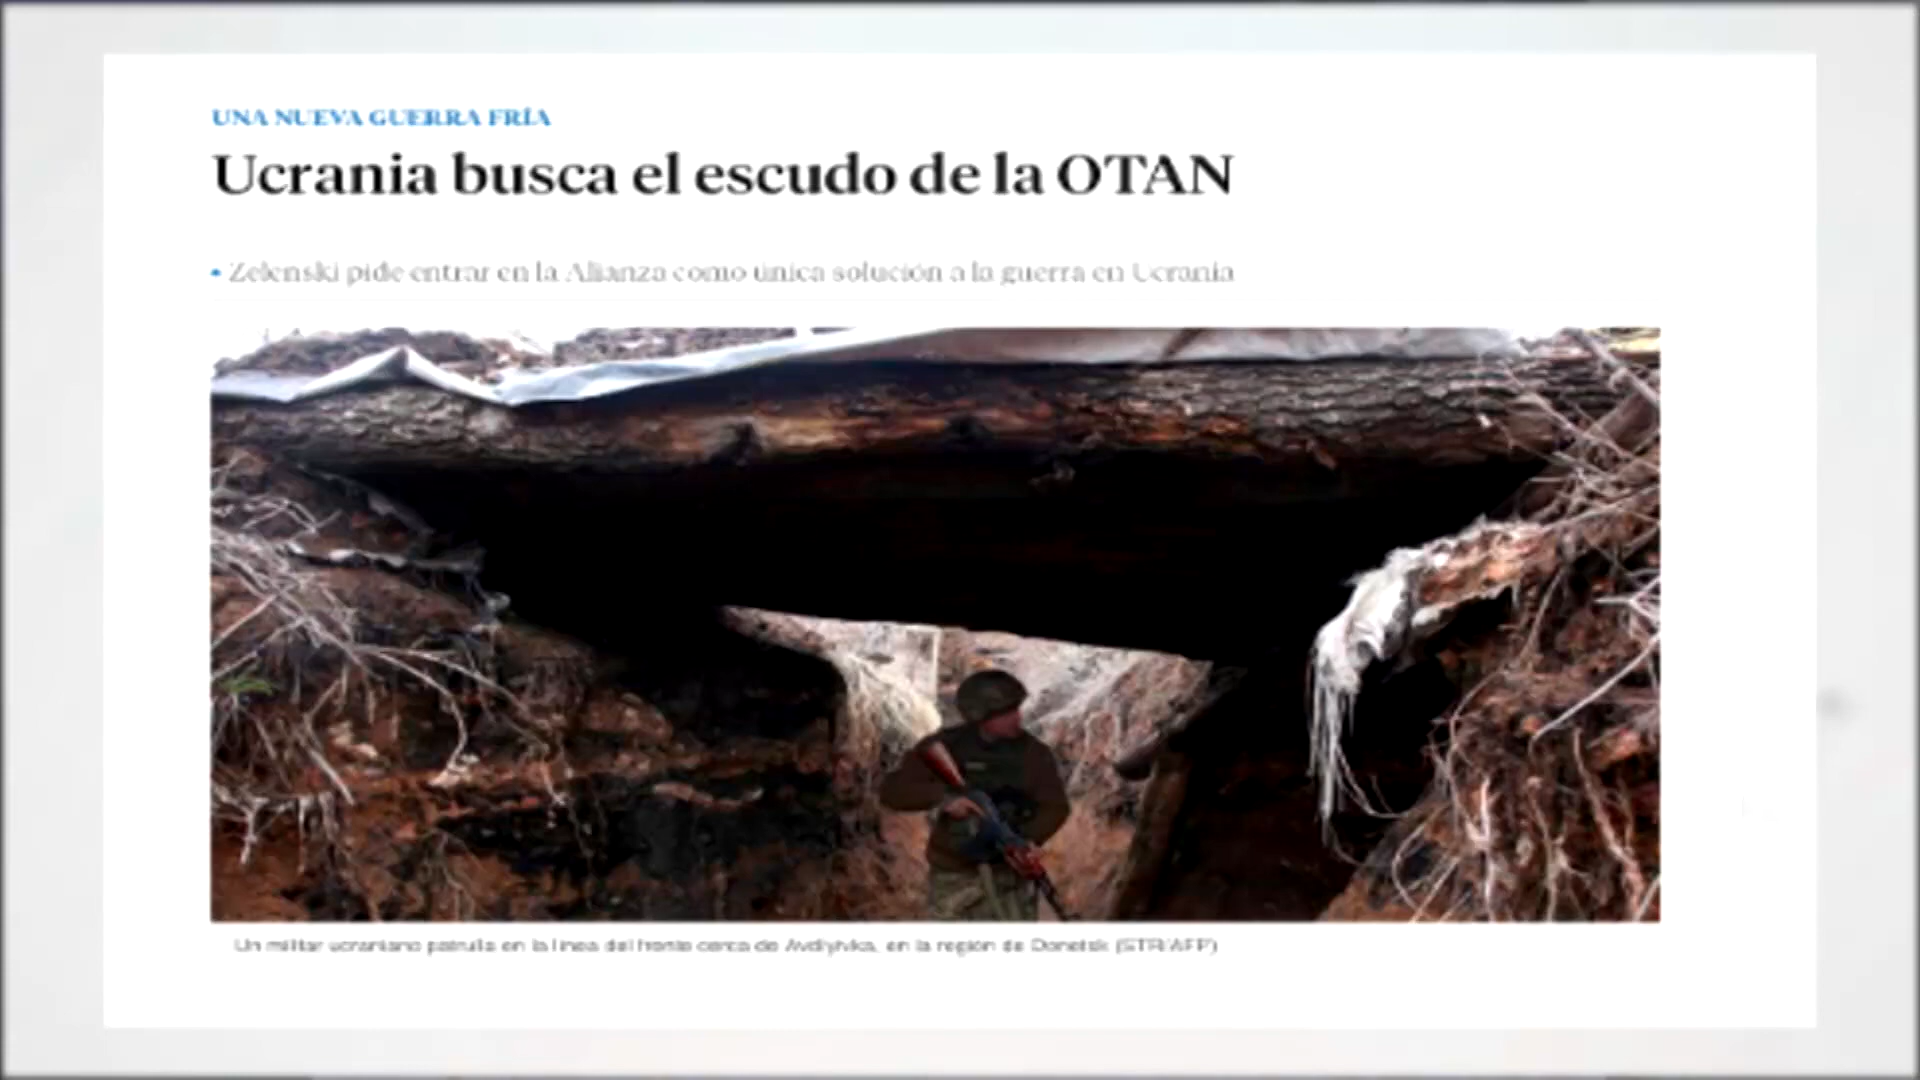 UNA NUEVA GUERRA FRÍA
Ucrania busca el escudo de la OTAN
• Zelenski pide entrar en la Alianza como única solución a la guerra en Ucrania
Un militar ucraniano patrulla en la línea del frente cerca de Avdiyivka, en la región de Donetsk (STR/AFP)